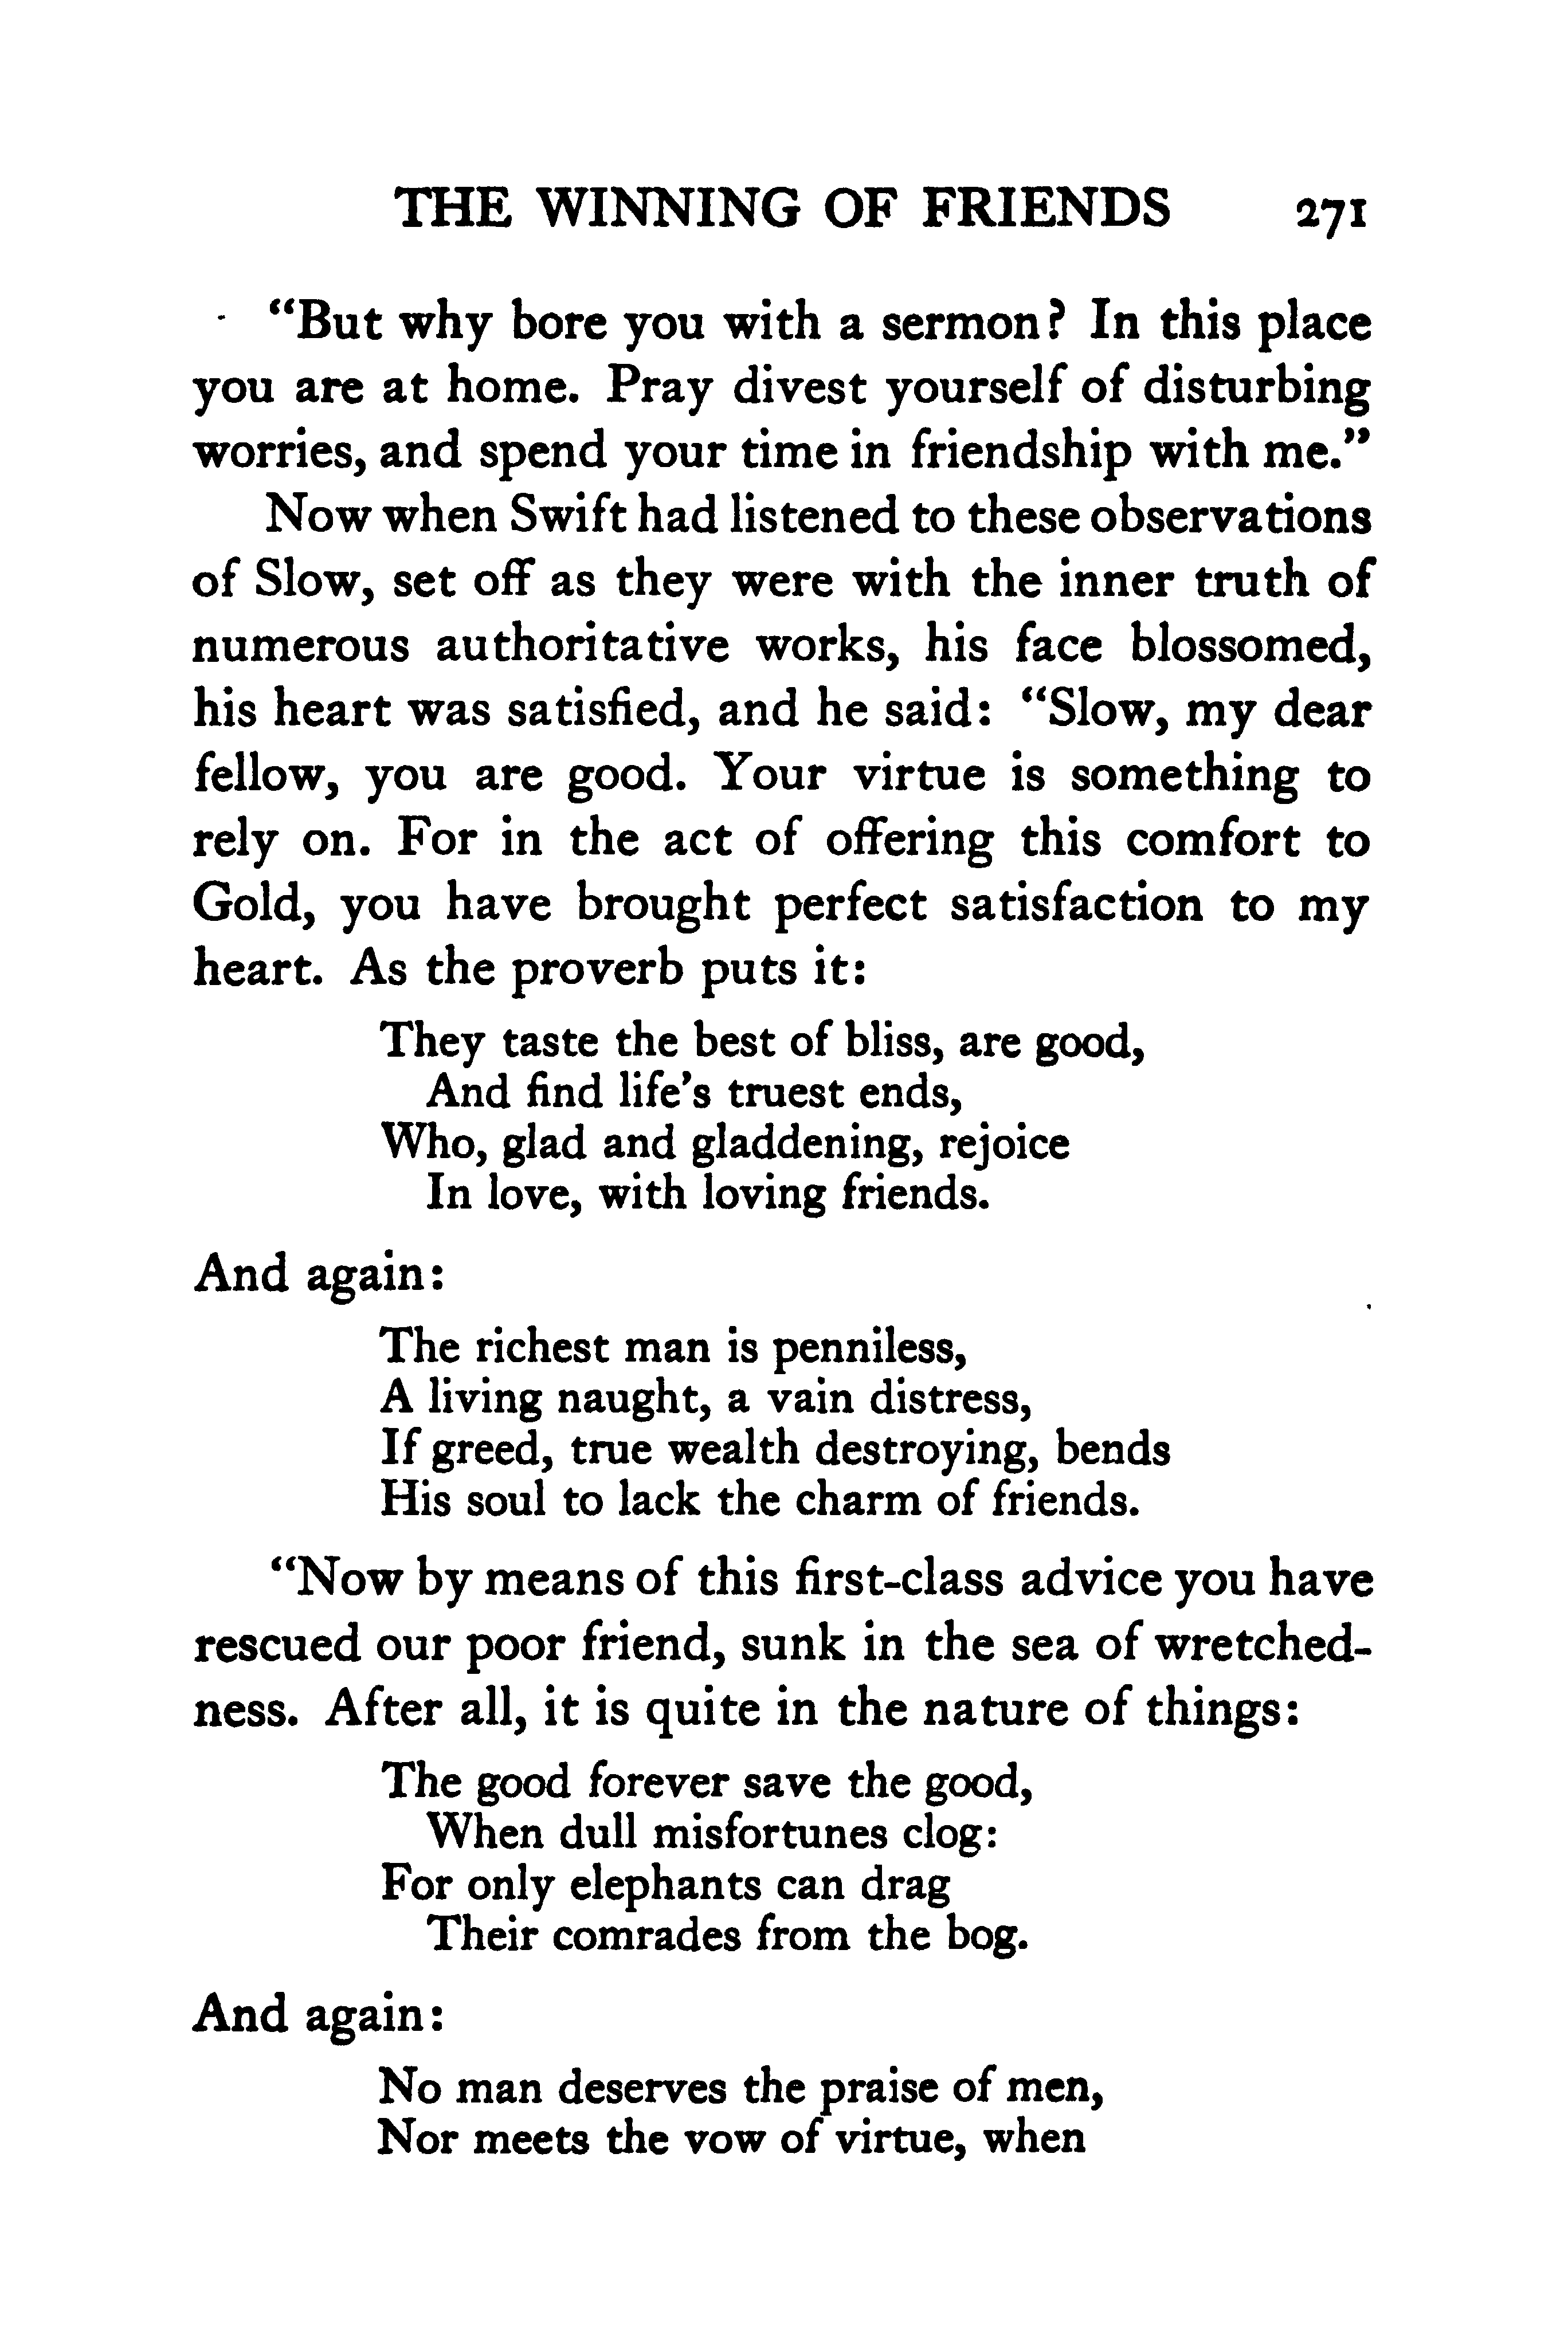 THE WINNING OF FRIENDS 271
“But why bore you with a sermon? In this place
you are at home. Pray divest yourself of disturbing
worries, and spend your time in friendship with me.”
Now when Swift had listened to these observations
of Slow, set off as they were with the inner truth of
numerous authoritative works, his face blossomed,
his heart was satisfied, and he said: “Slow, my dear
fellow, you are good. Your virtue is something to
rely on. For in the act of offering this comfort to
Gold, you have brought perfect satisfaction to my
heart. As the proverb puts it:
They taste the best of bliss, are good,
And find life’s truest ends,
Who, glad and gladdening, rejoice
In love, with loving friends.
And again:
The richest man is penniless,
A living naught, a vain distress,
If greed, true wealth destroying, bends
His soul to lack the charm of friends.
“Now by means of this first-class advice you have
rescued our poor friend, sunk in the sea of wretched-
ness. After all, it is quite in the nature of things:
The good forever save the good,
When dull misfortunes clog:
For only elephants can drag
Their comrades from the bog.
And again:
No man deserves the praise of men,
Nor meets the vow of virtue, when